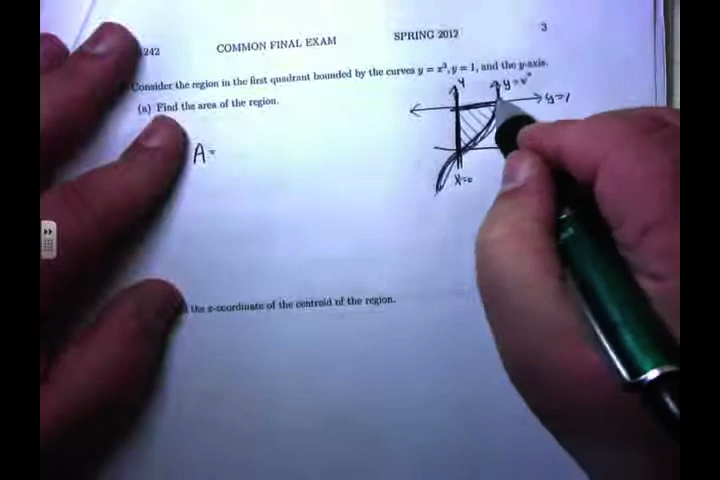 242 COMMON FINAL EXAM SPRING 2012 3
Consider the region in the first quadrant bounded by the curves y = x³, y = 1, and the y-axis.
(a) Find the area of the region.
y
y=1
x=0
A=
the x-coordinate of the centroid of the region.